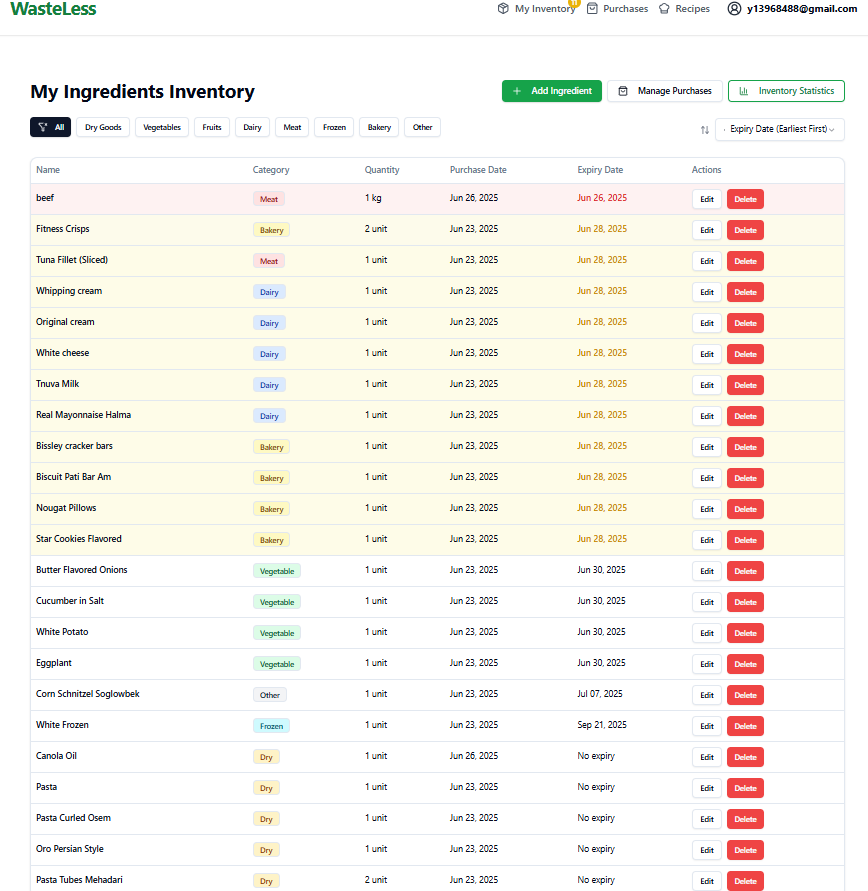 WasteLess
My Inventory 11 Purchases Recipes y13968488@gmail.com
My Ingredients Inventory
Add Ingredient Manage Purchases Inventory Statistics
All Dry Goods Vegetables Fruits Dairy Meat Frozen Bakery Other Expiry Date (Earliest First)
Name Category Quantity Purchase Date Expiry Date Actions
beef Meat 1 kg Jun 26, 2025 Jun 26, 2025 Edit Delete
Fitness Crisps Bakery 2 unit Jun 23, 2025 Jun 28, 2025 Edit Delete
Tuna Fillet (Sliced) Meat 1 unit Jun 23, 2025 Jun 28, 2025 Edit Delete
Whipping cream Dairy 1 unit Jun 23, 2025 Jun 28, 2025 Edit Delete
Original cream Dairy 1 unit Jun 23, 2025 Jun 28, 2025 Edit Delete
White cheese Dairy 1 unit Jun 23, 2025 Jun 28, 2025 Edit Delete
Tnuva Milk Dairy 1 unit Jun 23, 2025 Jun 28, 2025 Edit Delete
Real Mayonnaise Halma Dairy 1 unit Jun 23, 2025 Jun 28, 2025 Edit Delete
Bissley cracker bars Bakery 1 unit Jun 23, 2025 Jun 28, 2025 Edit Delete
Biscuit Pati Bar Am Bakery 1 unit Jun 23, 2025 Jun 28, 2025 Edit Delete
Nougat Pillows Bakery 1 unit Jun 23, 2025 Jun 28, 2025 Edit Delete
Star Cookies Flavored Bakery 1 unit Jun 23, 2025 Jun 28, 2025 Edit Delete
Butter Flavored Onions Vegetable 1 unit Jun 23, 2025 Jun 30, 2025 Edit Delete
Cucumber in Salt Vegetable 1 unit Jun 23, 2025 Jun 30, 2025 Edit Delete
White Potato Vegetable 1 unit Jun 23, 2025 Jun 30, 2025 Edit Delete
Eggplant Vegetable 1 unit Jun 23, 2025 Jun 30, 2025 Edit Delete
Corn Schnitzel Soglowbek Other 1 unit Jun 23, 2025 Jul 07, 2025 Edit Delete
White Frozen Frozen 1 unit Jun 23, 2025 Sep 21, 2025 Edit Delete
Canola Oil Dry 1 unit Jun 26, 2025 No expiry Edit Delete
Pasta Dry 1 unit Jun 23, 2025 No expiry Edit Delete
Pasta Curled Osem Dry 1 unit Jun 23, 2025 No expiry Edit Delete
Oro Persian Style Dry 1 unit Jun 23, 2025 No expiry Edit Delete
Pasta Tubes Mehadari Dry 2 unit Jun 23, 2025 No expiry Edit Delete